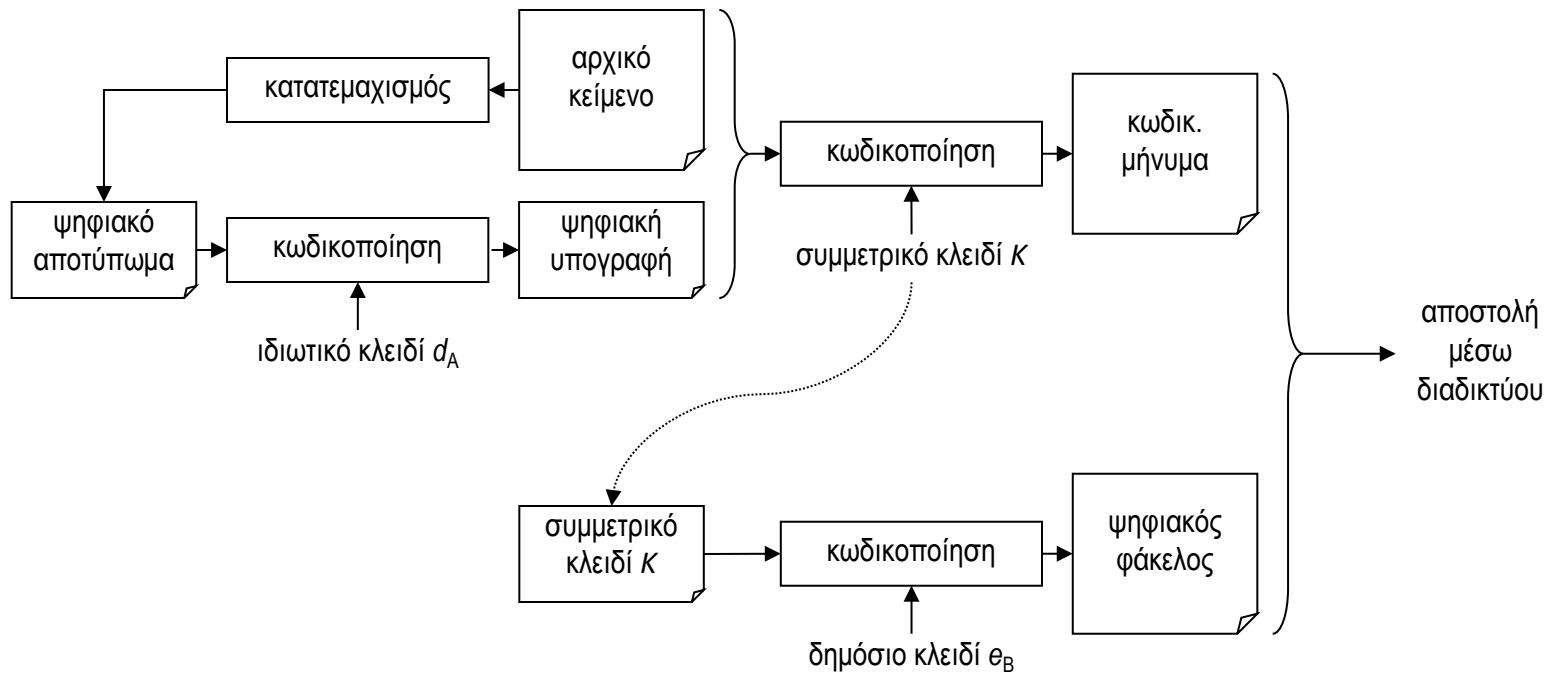 αρχικό
κείμενο
κατατεμαχισμός
ψηφιακό
αποτύπωμα
κωδικοποίηση
ψηφιακή
υπογραφή
ιδιωτικό κλειδί dA
κωδικοποίηση
συμμετρικό κλειδί K
κωδικ.
μήνυμα
αποστολή
μέσω
διαδικτύου
συμμετρικό
κλειδί K
κωδικοποίηση
δημόσιο κλειδί eB
ψηφιακός
φάκελος